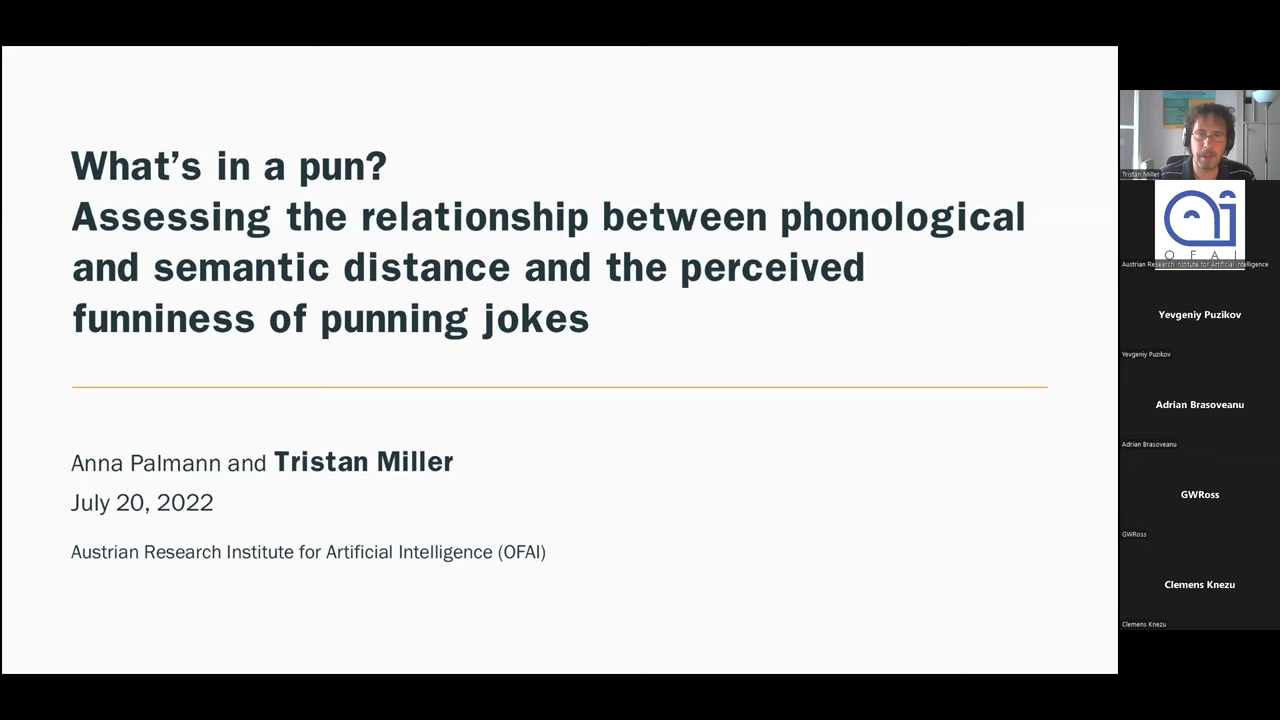 What's in a pun?
Assessing the relationship between phonological
and semantic distance and the perceived
funniness of punning jokes
Anna Palmann and Tristan Miller
July 20, 2022
Austrian Research Institute for Artificial Intelligence (OFAI)
Tristan Miller
OFAI
Austrian Research Institute for Artificial Intelligence
Yevgeniy Puzikov
Yevgeniy Puzikov
Adrian Brasoveanu
Adrian Brasoveanu
GWRoss
GWRoss
Clemens Knezu
Clemens Knezu